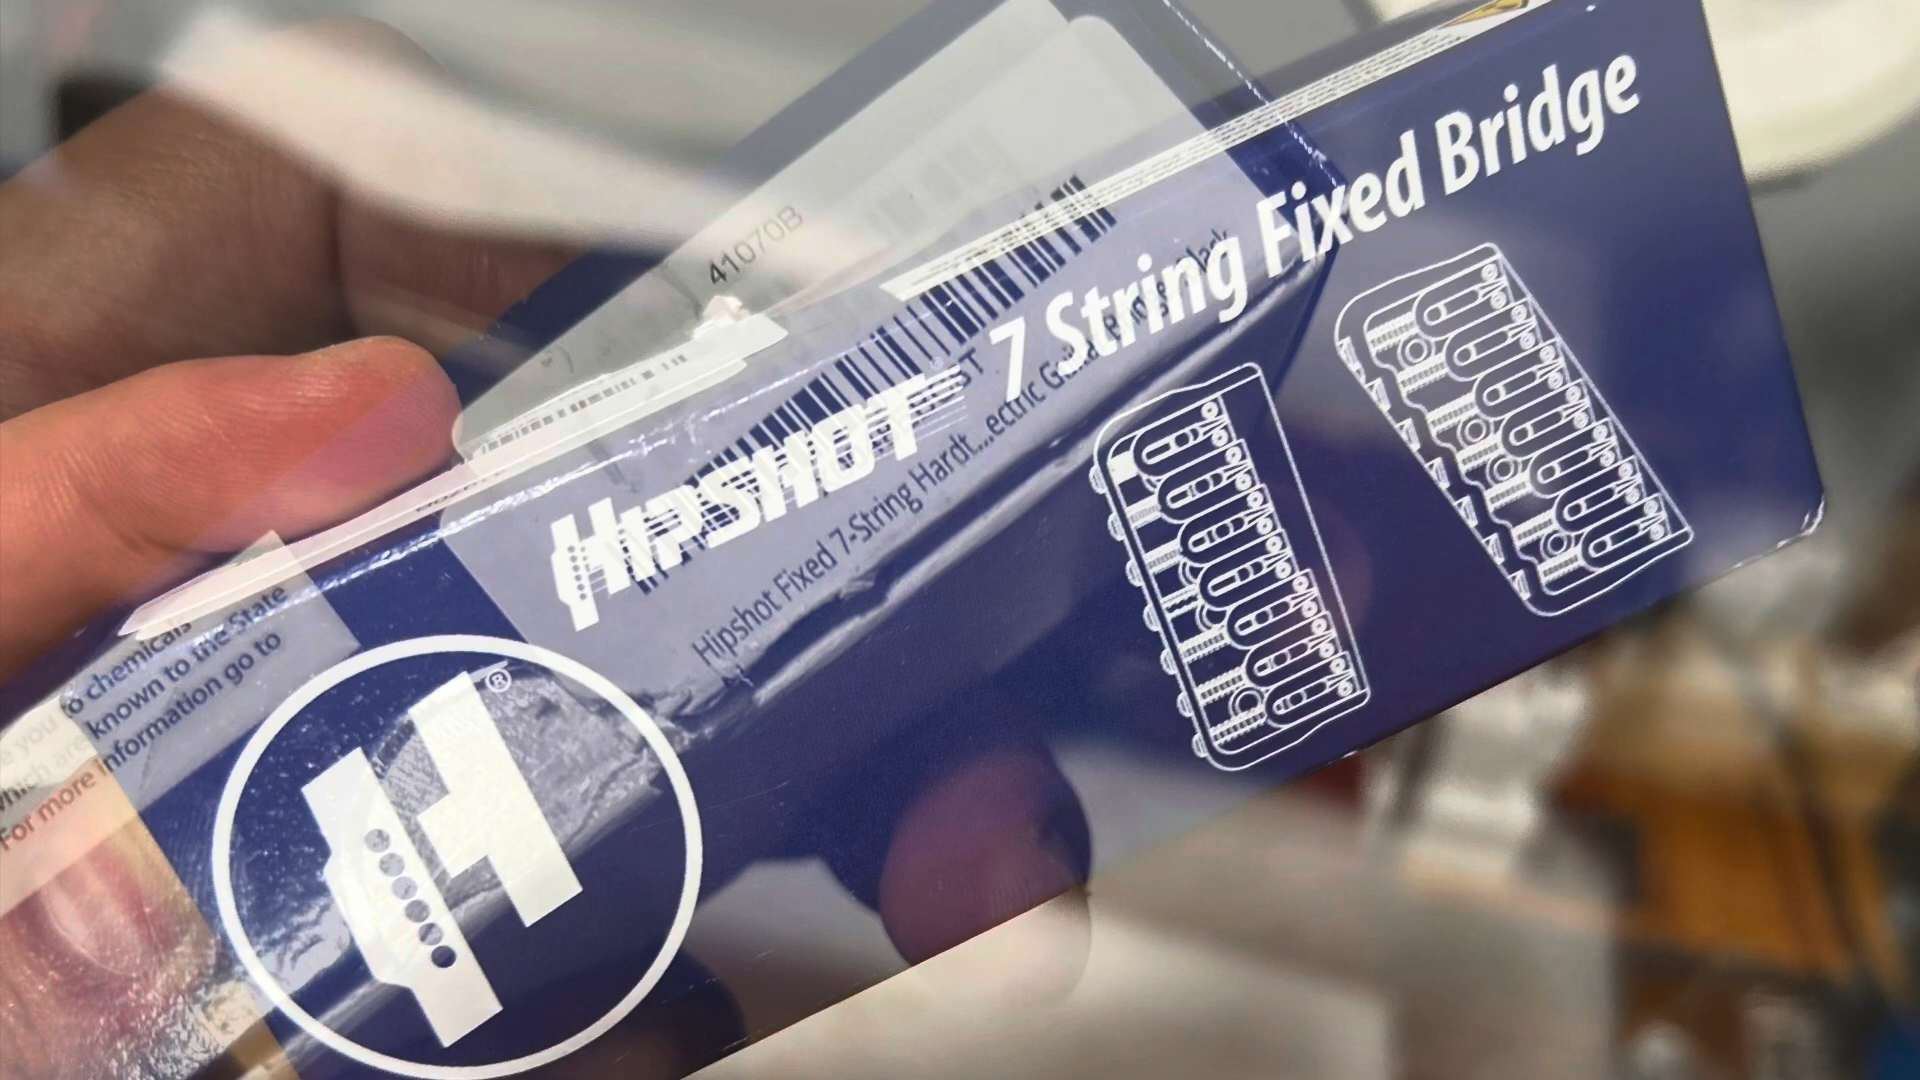 7 String Fixed Bridge
41070B
HIPSHOT
Hipshot Fixed 7-String Hardt...ectric
H®
to chemicals
known to the State
information go to
For more